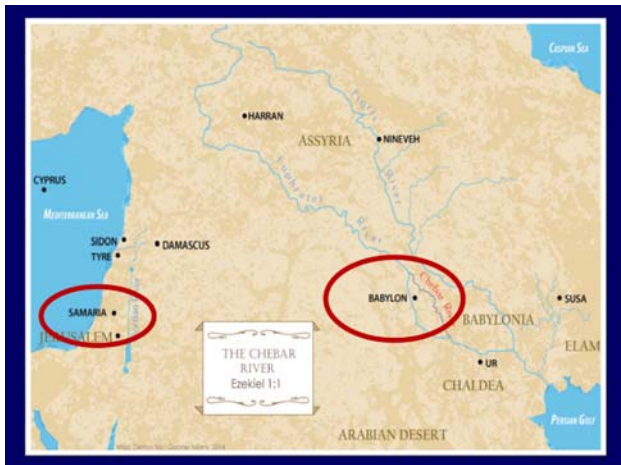 CASPIAN SEA
HARRAN
Tigris
ASSYRIA
NINEVEH
River
CYPRUS
Euphrates
MEDITERRANEAN SEA
River
SIDON
DAMASCUS
TYRE
Chebar
SAMARIA
BABYLON
SUSA
JERUSALEM
BABYLONIA
THE CHEBAR
RIVER
Ezekiel 1:1
ELAM
UR
CHALDEA
PERSIAN GULF
ARABIAN DESERT